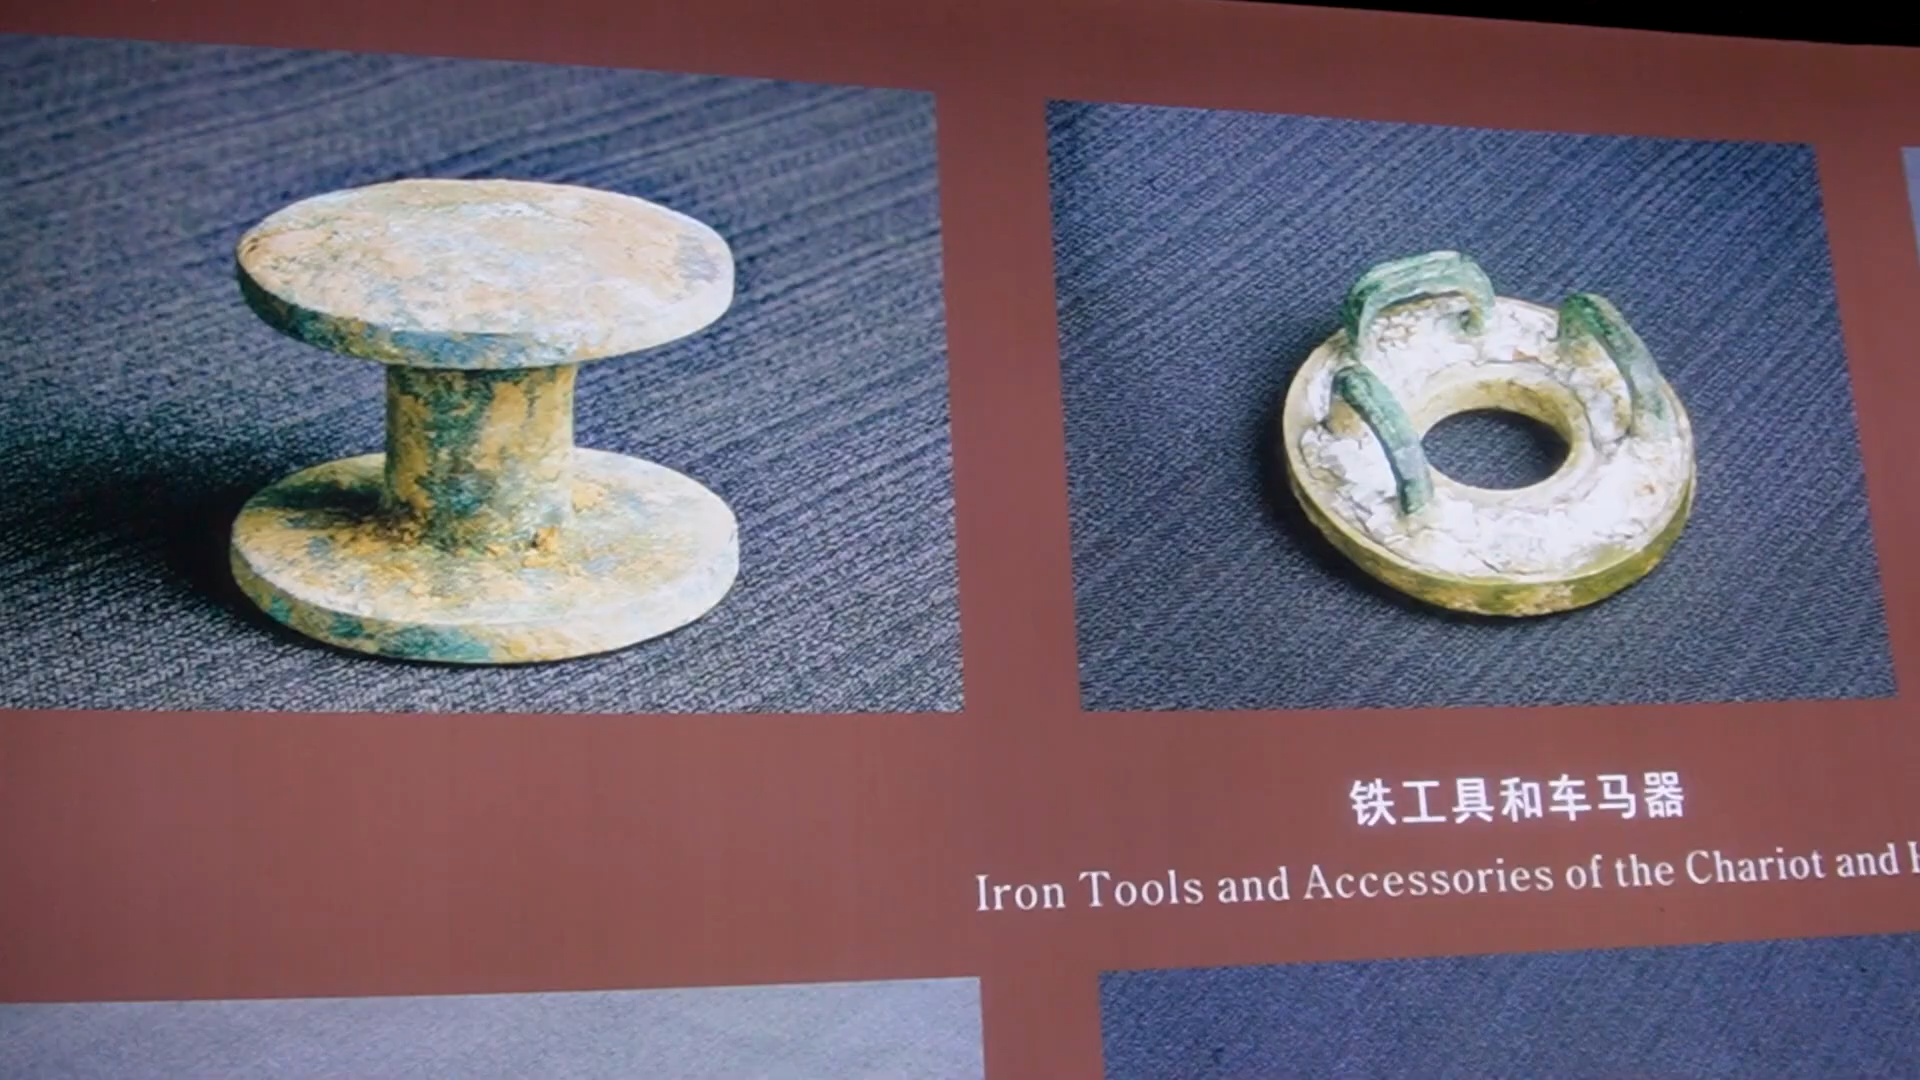 铁工具和车马器
Iron Tools and Accessories of the Chariot and